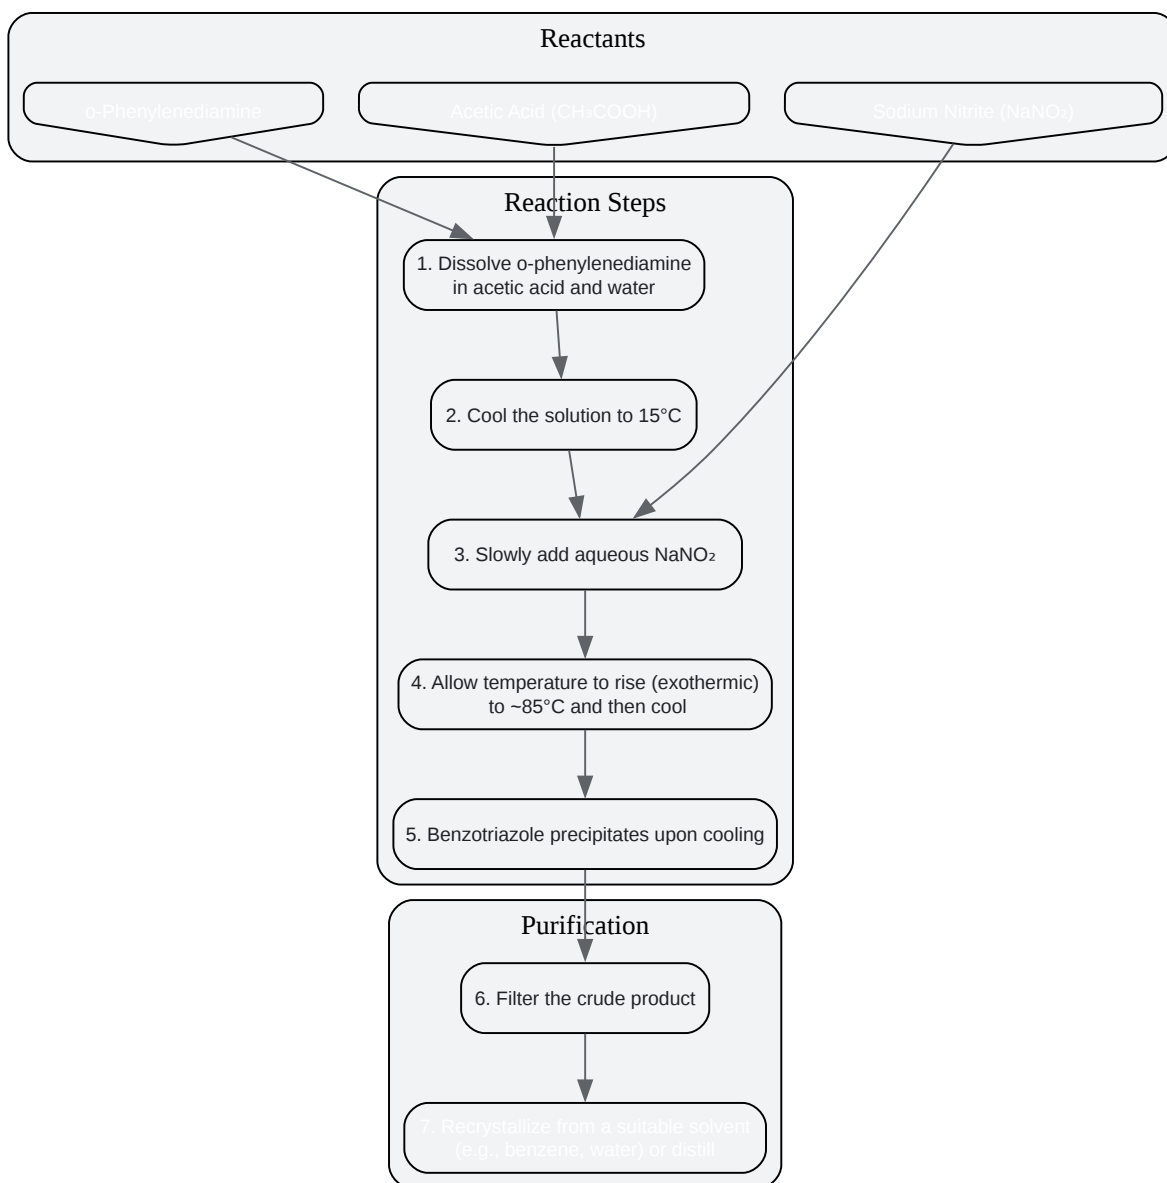 Reactants
o-Phenylenediamine
Acetic Acid (CH₃COOH)
Sodium Nitrite (NaNO₂)
Reaction Steps
1. Dissolve o-phenylenediamine
in acetic acid and water
2. Cool the solution to 15°C
3. Slowly add aqueous NaNO₂
4. Allow temperature to rise (exothermic)
to ~85°C and then cool
5. Benzotriazole precipitates upon cooling
Purification
6. Filter the crude product
7. Recrystallize from a suitable solvent
(e.g., benzene, water) or distill